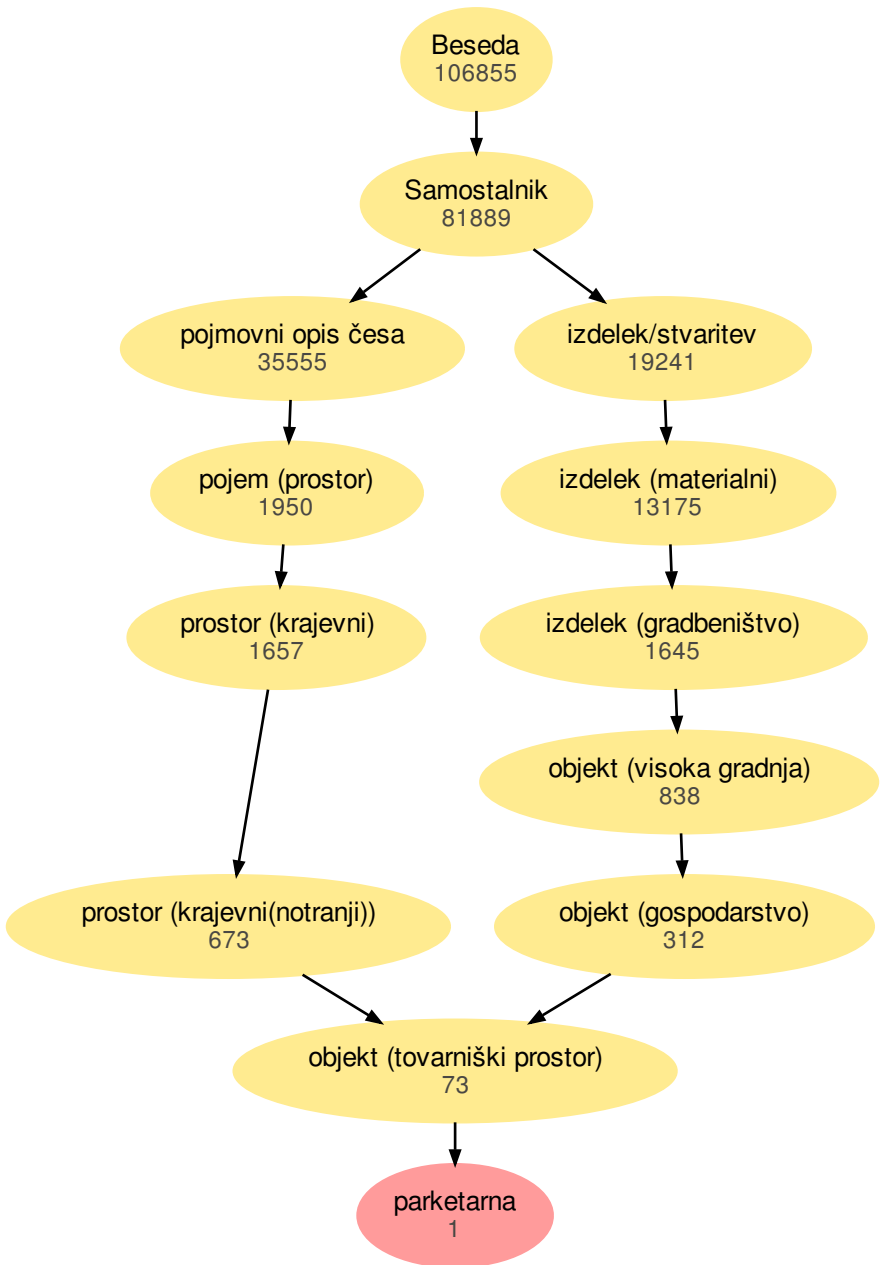 Beseda
106855
Samostalnik
81889
pojmovni opis česa
35555
izdelek/stvaritev
19241
pojem (prostor)
1950
izdelek (materialni)
13175
prostor (krajevni)
1657
izdelek (gradbeništvo)
1645
objekt (visoka gradnja)
838
prostor (krajevni(notranji))
673
objekt (gospodarstvo)
312
objekt (tovarniški prostor)
73
parketarna
1